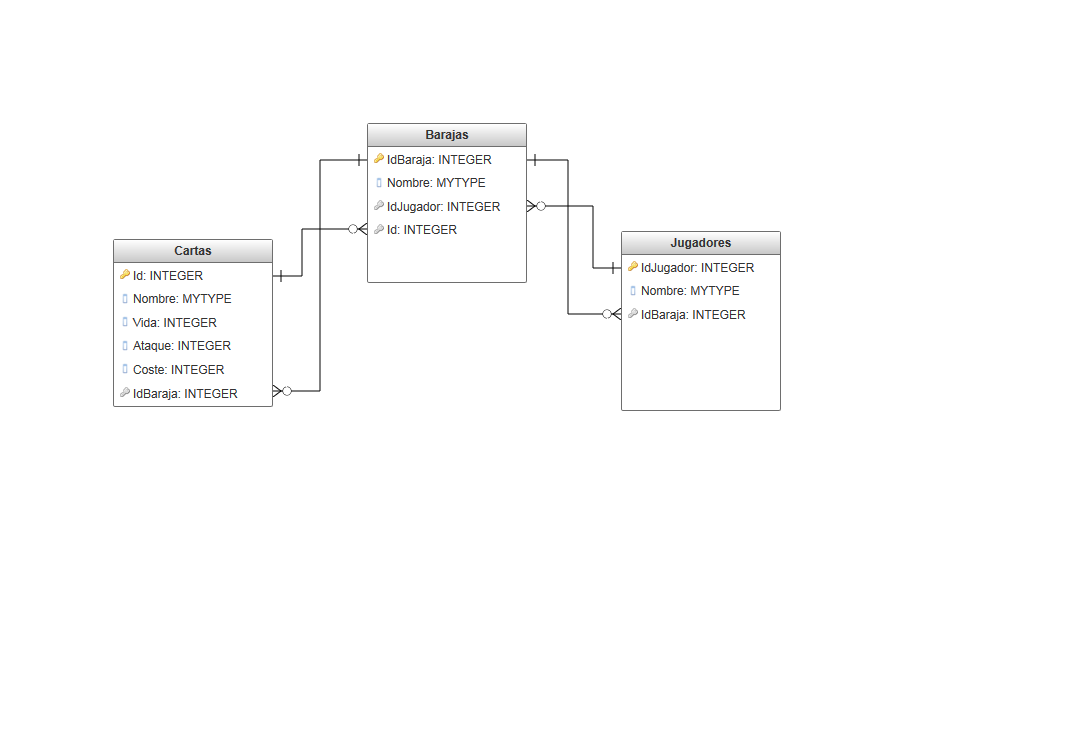 Barajas
IdBaraja: INTEGER
Nombre: MYTYPE
IdJugador: INTEGER
Id: INTEGER
Cartas
Id: INTEGER
Nombre: MYTYPE
Vida: INTEGER
Ataque: INTEGER
Coste: INTEGER
IdBaraja: INTEGER
Jugadores
IdJugador: INTEGER
Nombre: MYTYPE
IdBaraja: INTEGER